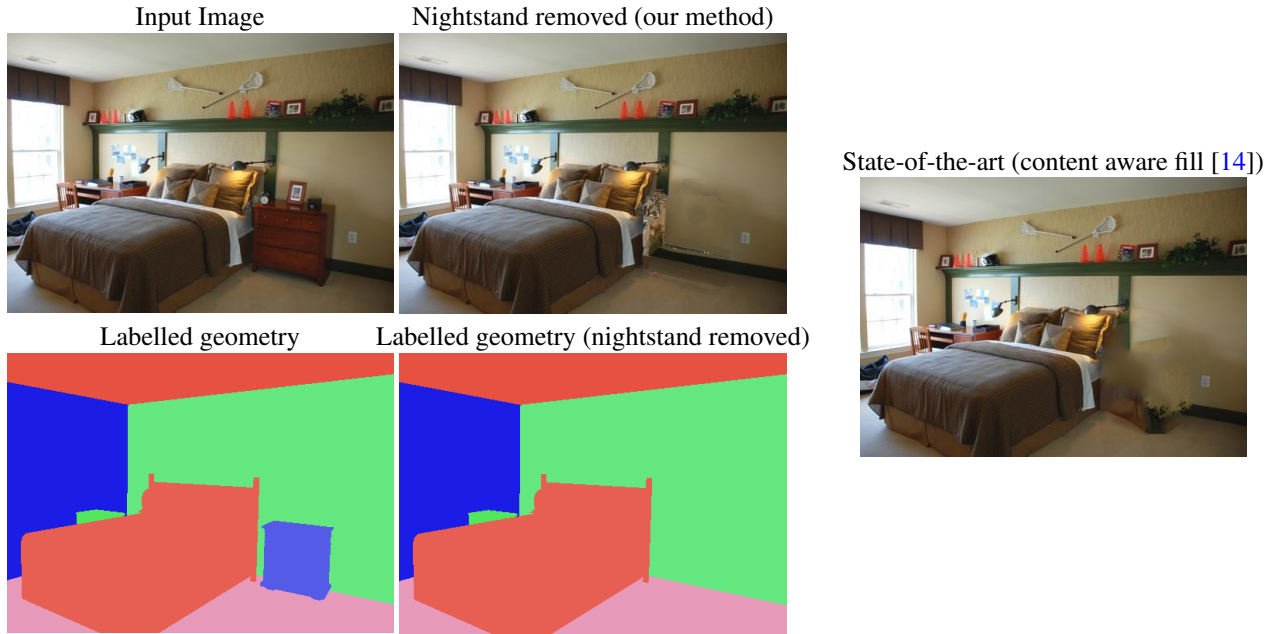 Input Image
Nightstand removed (our method)
State-of-the-art (content aware fill [14])
Labelled geometry
Labelled geometry (nightstand removed)